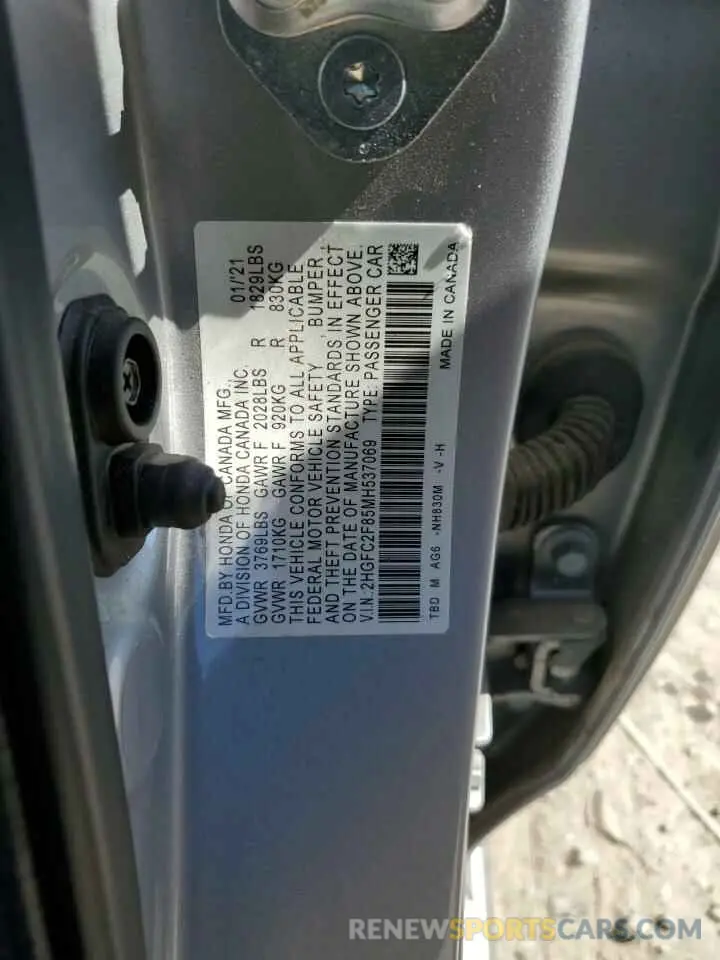 MFD.BY HONDA OF CANADA MFG., 01/'21
A DIVISION OF HONDA CANADA INC.
GVWR 3769LBS GAWR F 2028LBS R 1829LBS
GVWR 1710KG GAWR F 920KG R 830KG
THIS VEHICLE CONFORMS TO ALL APPLICABLE
FEDERAL MOTOR VEHICLE SAFETY, BUMPER,
AND THEFT PREVENTION STANDARDS IN EFFECT
ON THE DATE OF MANUFACTURE SHOWN ABOVE.
V.I.N.: 2HGFC2F85MH537069 TYPE: PASSENGER CAR
TBD M AG6 -NH830M -V -H MADE IN CANADA
RENEWSPORTSCARS.COM